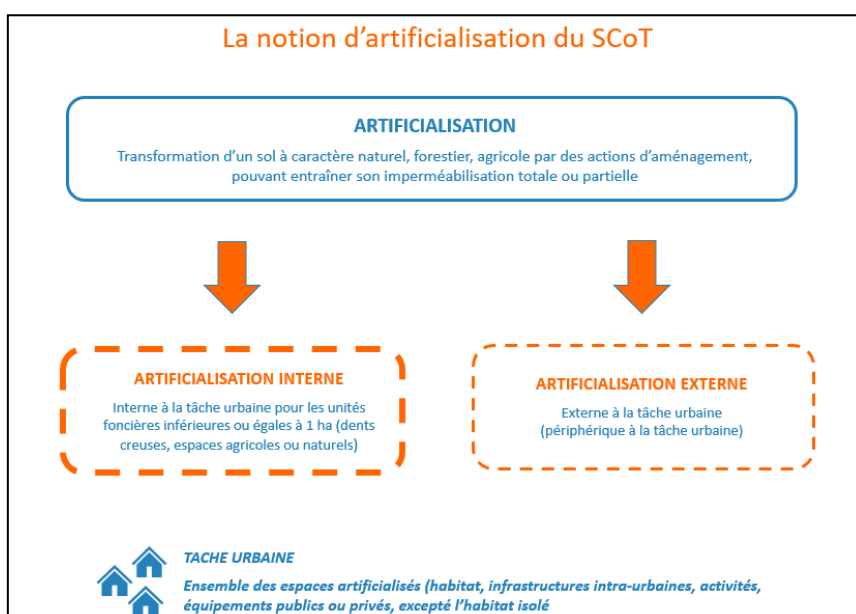 La notion d'artificialisation du SCoT
ARTIFICIALISATION
Transformation d'un sol à caractère naturel, forestier, agricole par des actions d'aménagement,
pouvant entraîner son imperméabilisation totale ou partielle
ARTIFICIALISATION INTERNE
Interne à la tâche urbaine pour les unités
foncières inférieures ou égales à 1 ha (dents
creuses, espaces agricoles ou naturels)
ARTIFICIALISATION EXTERNE
Externe à la tâche urbaine
(périphérique à la tâche urbaine)
TACHE URBAINE
Ensemble des espaces artificialisés (habitat, infrastructures intra-urbaines, activités,
équipements publics ou privés, excepté l'habitat isolé